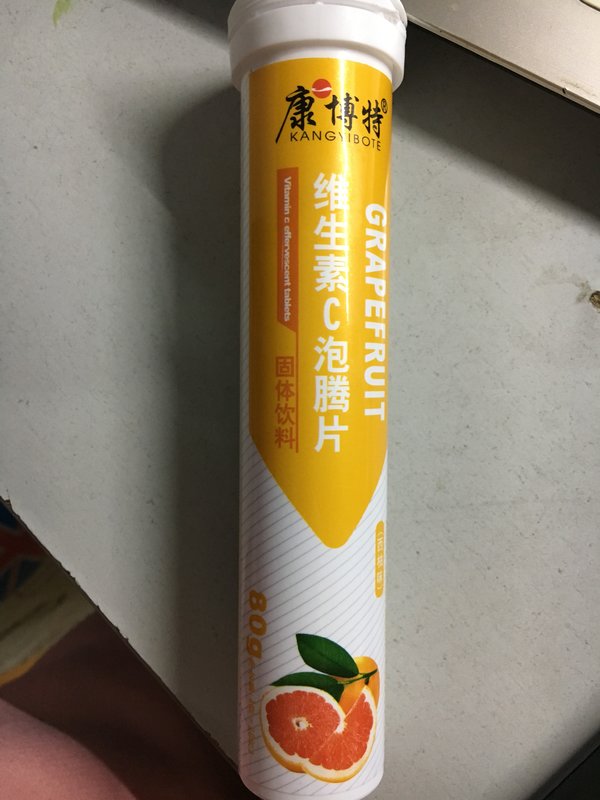 康博特®
KANGYIBOTE
GRAPEFRUIT
维生素C泡腾片
Vitamin c effervescent tablets
固体饮料
80g